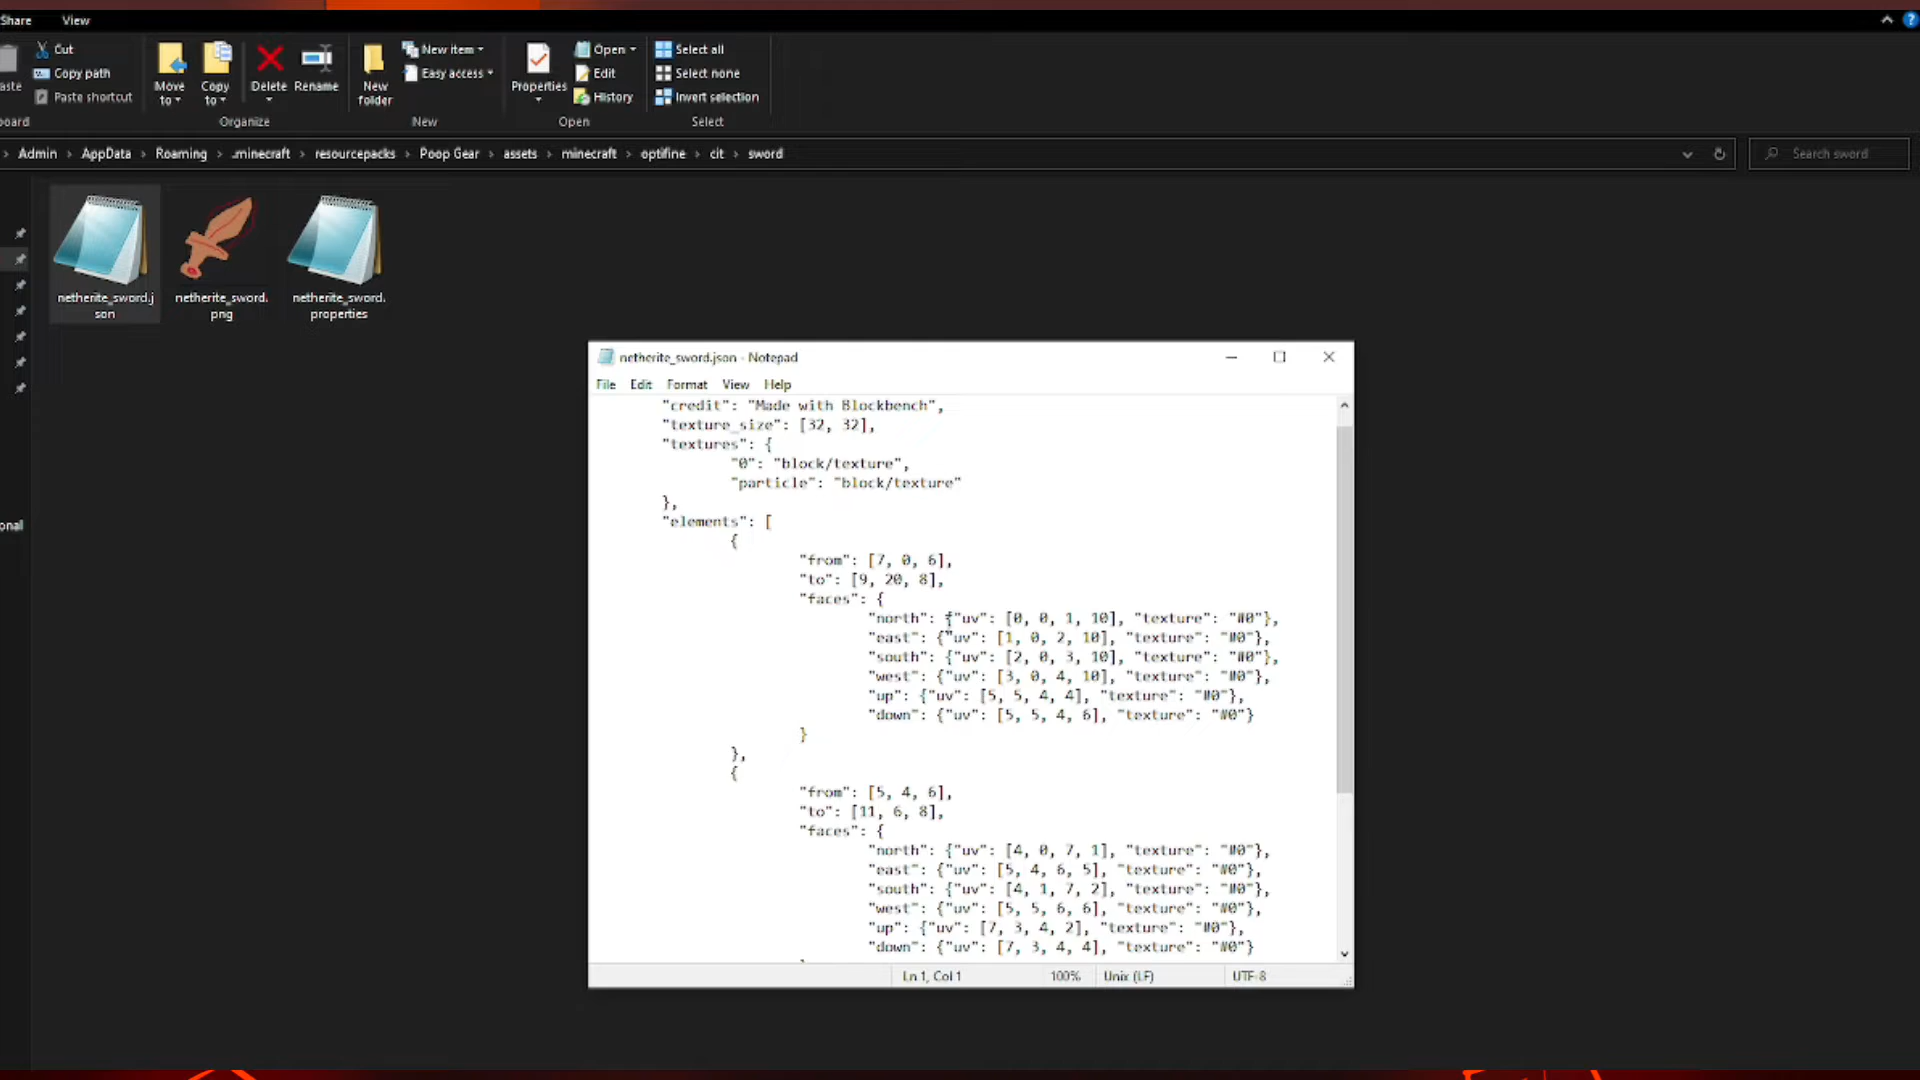 Share View
Cut
Copy path
Paste shortcut
Move to
Copy to
Delete
Rename
New folder
New item
Easy access
Properties
Open
Edit
History
Select all
Select none
Invert selection
aste
board
Organize
New
Open
Select
Admin AppData Roaming .minecraft resourcepacks Poop Gear assets minecraft optifine cit sword
Search sword
netherite_sword.j
son
netherite_sword.
png
netherite_sword.
properties
onal
netherite_sword.json - Notepad
File Edit Format View Help
"credit": "Made with Blockbench",
"texture_size": [32, 32],
"textures": {
"0": "block/texture",
"particle": "block/texture"
},
"elements": [
{
"from": [7, 0, 6],
"to": [9, 20, 8],
"faces": {
"north": {"uv": [0, 0, 1, 10], "texture": "#0"},
"east": {"uv": [1, 0, 2, 10], "texture": "#0"},
"south": {"uv": [2, 0, 3, 10], "texture": "#0"},
"west": {"uv": [3, 0, 4, 10], "texture": "#0"},
"up": {"uv": [5, 5, 4, 4], "texture": "#0"},
"down": {"uv": [5, 5, 4, 6], "texture": "#0"}
}
},
{
"from": [5, 4, 6],
"to": [11, 6, 8],
"faces": {
"north": {"uv": [4, 0, 7, 1], "texture": "#0"},
"east": {"uv": [5, 4, 6, 5], "texture": "#0"},
"south": {"uv": [4, 1, 7, 2], "texture": "#0"},
"west": {"uv": [5, 5, 6, 6], "texture": "#0"},
"up": {"uv": [7, 3, 4, 2], "texture": "#0"},
"down": {"uv": [7, 3, 4, 4], "texture": "#0"}
Ln 1, Col 1 100% Unix (LF) UTF-8